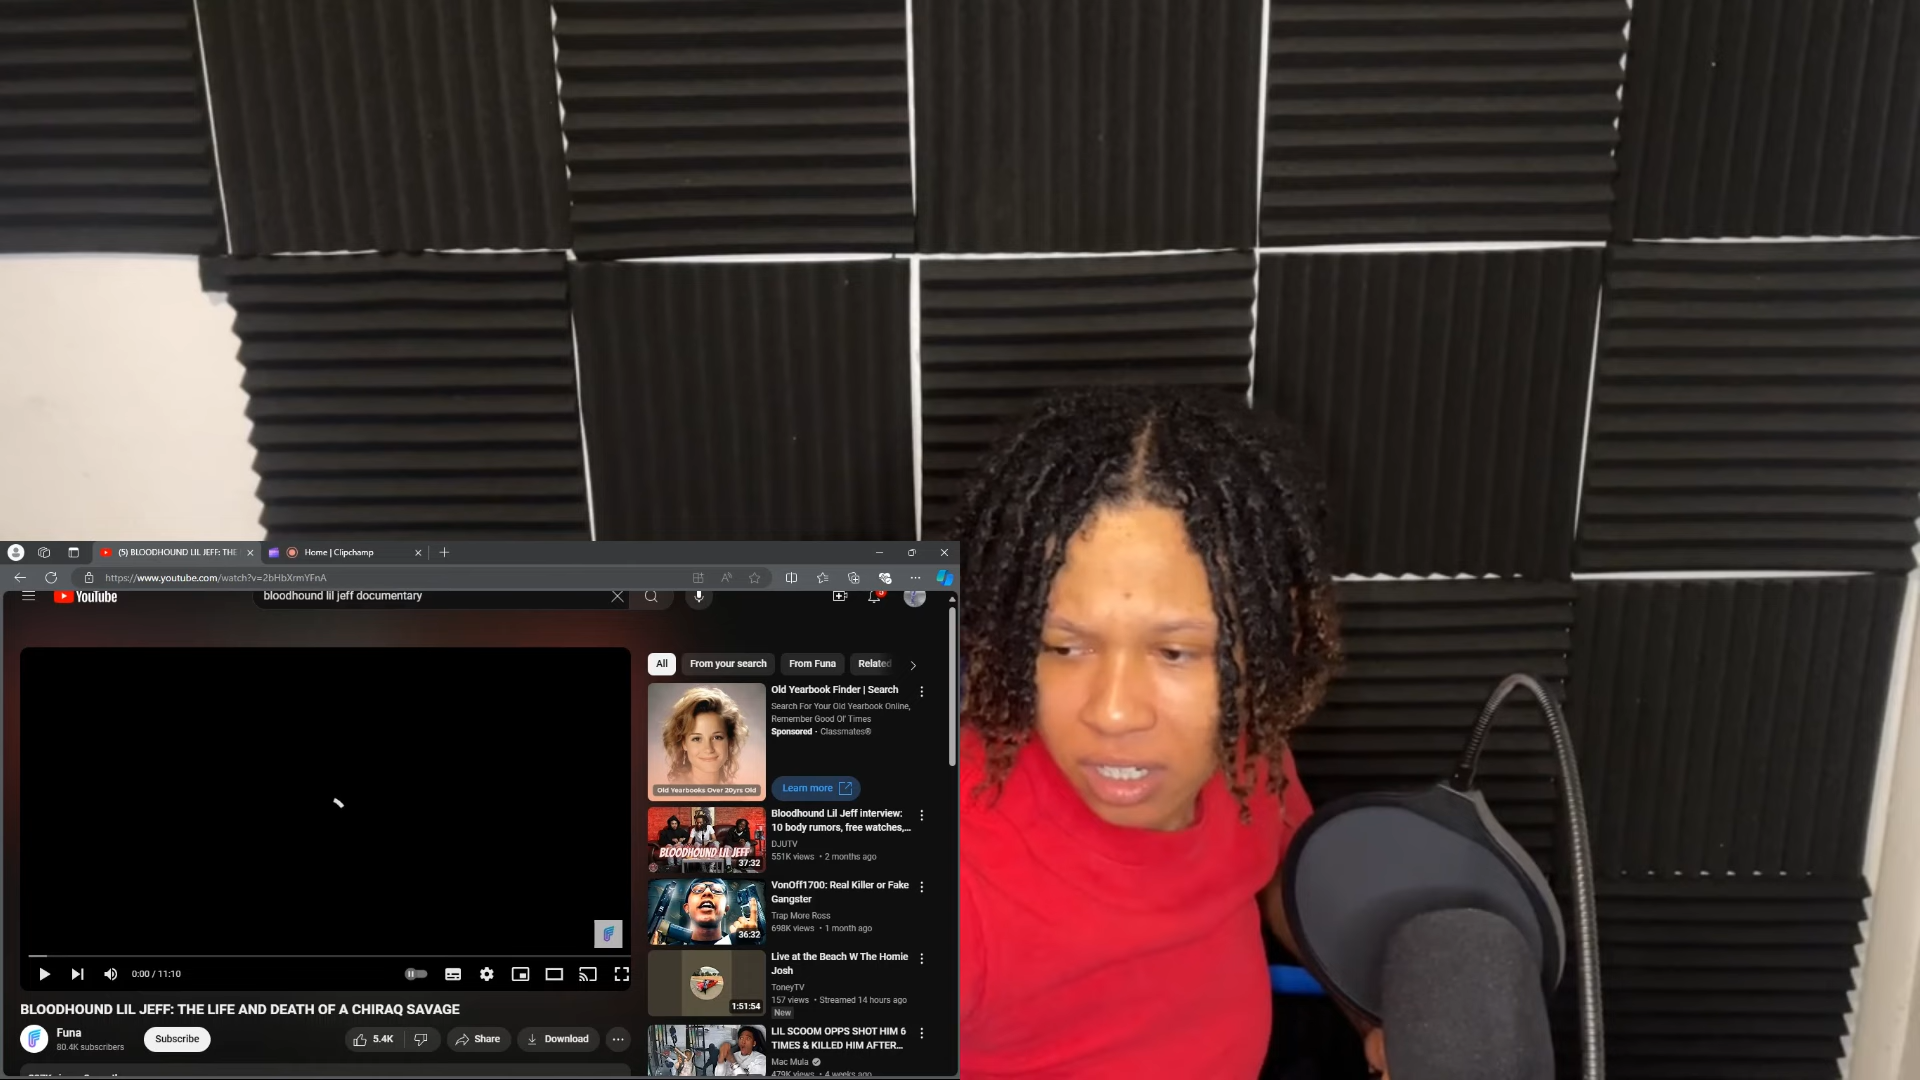 (5) BLOODHOUND LIL JEFF: THE
Home | Clipchamp
https://www.youtube.com/watch?v=2bHbXrmYFnA
YouTube
bloodhound lil jeff documentary
5
All
From your search
From Funa
Related
Old Yearbook Finder | Search
Search For Your Old Yearbook Online,
Remember Good Ol' Times
Sponsored · Classmates®
Old Yearbooks Over 20yrs Old
Learn more
Bloodhound Lil Jeff interview:
10 body rumors, free watches,...
DJUTV
551K views • 2 months ago
BLOODHOUND LIL JEFF
37:32
VonOff1700: Real Killer or Fake
Gangster
Trap More Ross
698K views • 1 month ago
36:32
Live at the Beach W The Homie
Josh
ToneyTV
157 views • Streamed 14 hours ago
New
1:51:54
LIL SCOOM OPPS SHOT HIM 6
TIMES & KILLED HIM AFTER...
Mac Mula
479K views • 4 weeks ago
0:00 / 11:10
BLOODHOUND LIL JEFF: THE LIFE AND DEATH OF A CHIRAQ SAVAGE
Funa
80.4K subscribers
Subscribe
5.4K
Share
Download